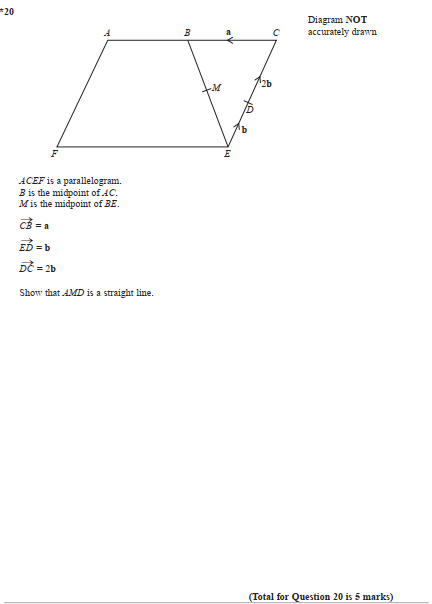 *20
Diagram NOT
accurately drawn
A
B
a
C
2b
M
D
b
F
E
ACEF is a parallelogram.
B is the midpoint of AC.
M is the midpoint of BE.
CB = a
ED = b
DC = 2b
Show that AMD is a straight line.
(Total for Question 20 is 5 marks)